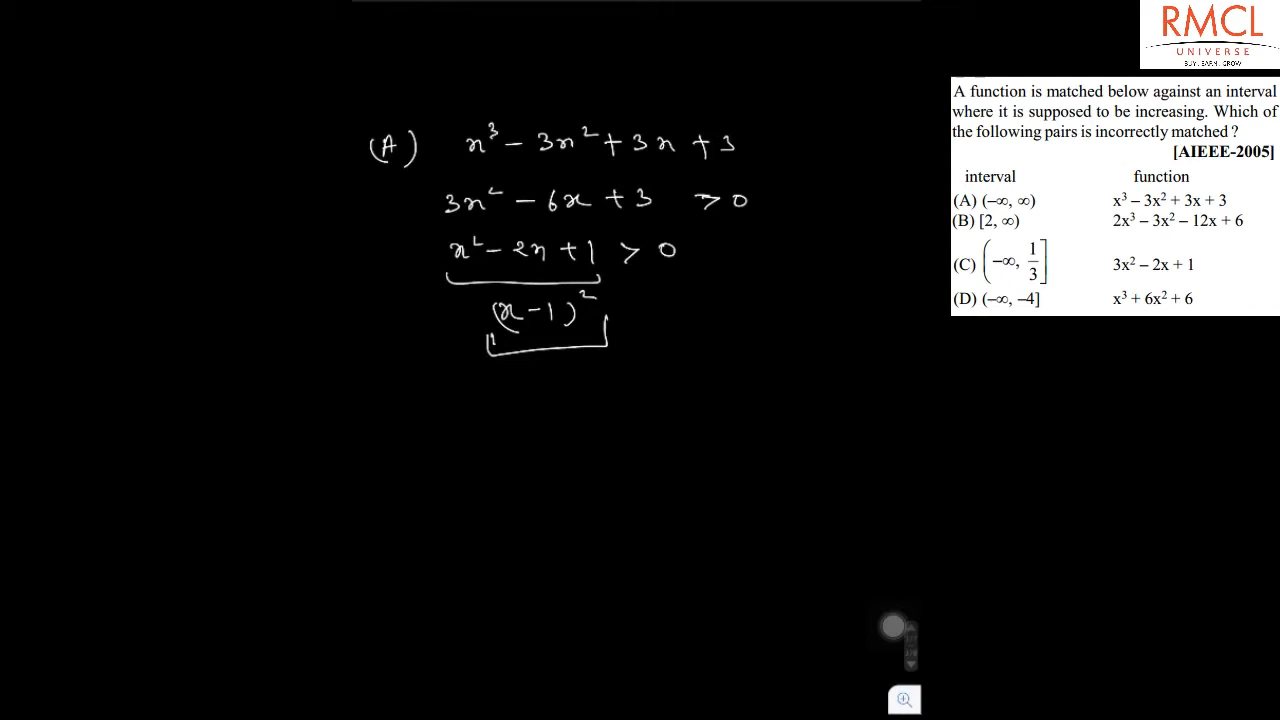 (A) x³ – 3x² + 3x + 3
3x² – 6x + 3 > 0
x² – 2x + 1 > 0
(x – 1)²
RMCL
UNIVERSE
BUY. EARN. GROW
A function is matched below against an interval
where it is supposed to be increasing. Which of
the following pairs is incorrectly matched ?
[AIEEE-2005]
interval function
(A) (–∞, ∞) x³ – 3x² + 3x + 3
(B) [2, ∞) 2x³ – 3x² – 12x + 6
(C) (–∞, 1/3] 3x² – 2x + 1
(D) (–∞, –4] x³ + 6x² + 6